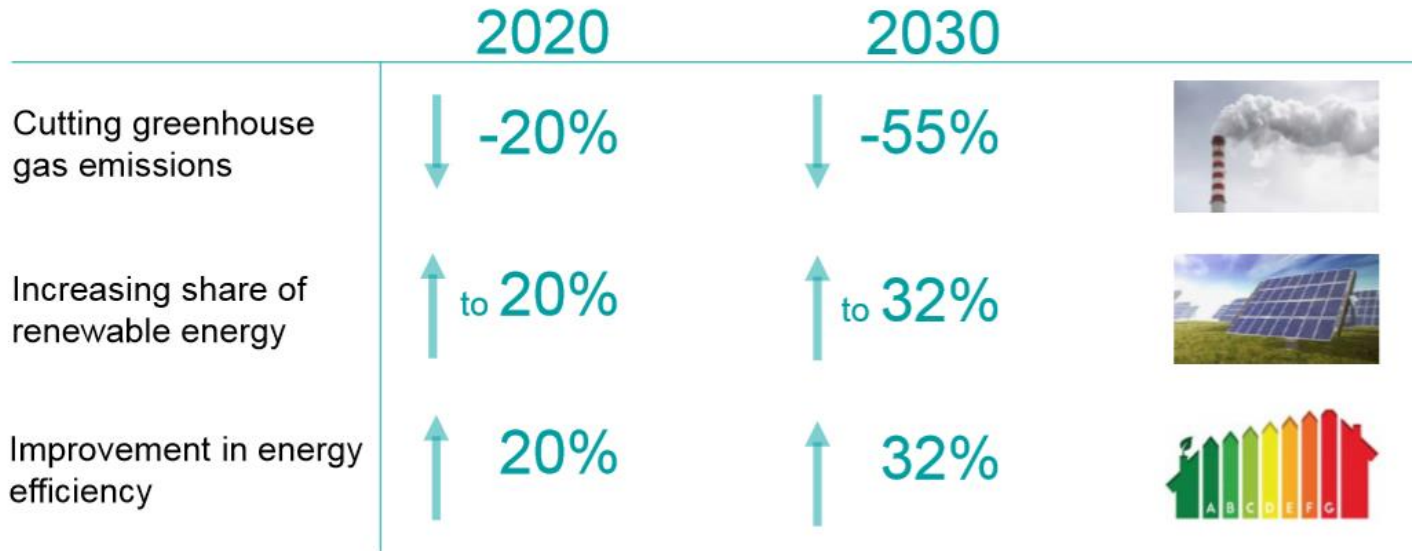 2020 2030
Cutting greenhouse
gas emissions
-20% -55%
Increasing share of
renewable energy
to 20% to 32%
Improvement in energy
efficiency
20% 32%
A B C D E F G